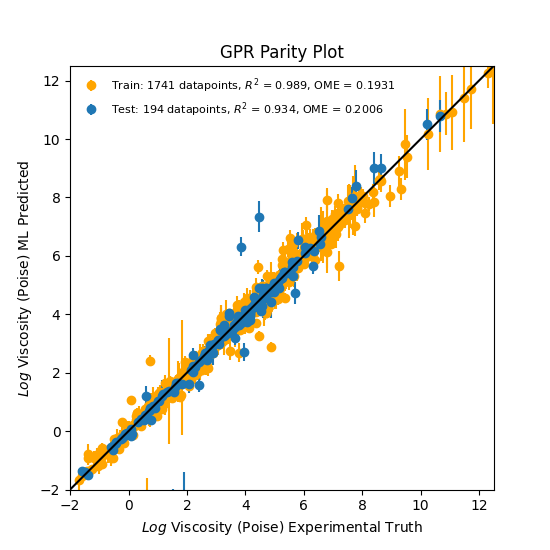 GPR Parity Plot
Train: 1741 datapoints, R² = 0.989, OME = 0.1931
Test: 194 datapoints, R² = 0.934, OME = 0.2006
12
10
8
6
4
2
0
−2
Log Viscosity (Poise) ML Predicted
−2 0 2 4 6 8 10 12
Log Viscosity (Poise) Experimental Truth